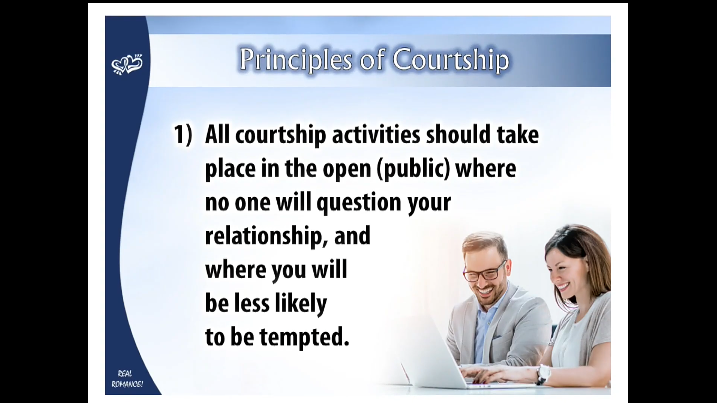 Principles of Courtship
1) All courtship activities should take
place in the open (public) where
no one will question your
relationship, and
where you will
be less likely
to be tempted.
REAL
ROMANCE!